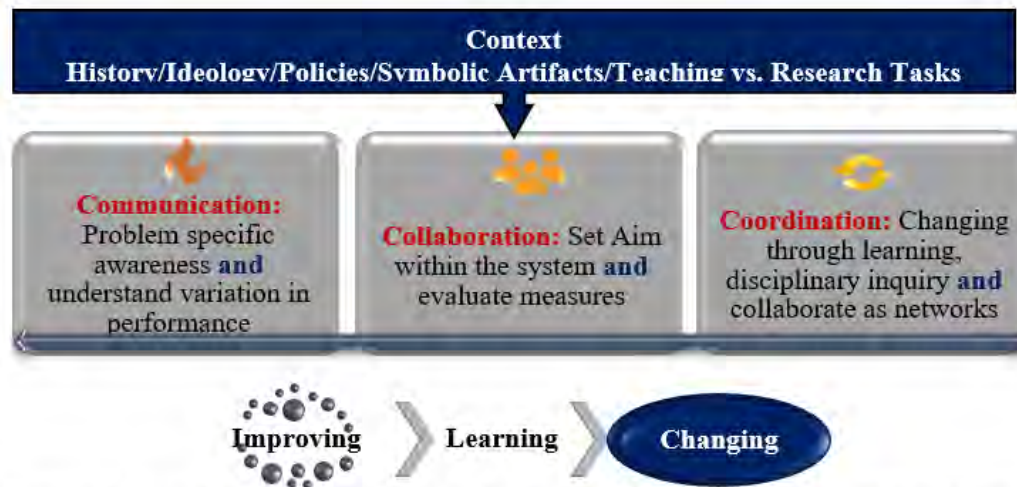 Context
History/Ideology/Policies/Symbolic Artifacts/Teaching vs. Research Tasks
Communication:
Problem specific
awareness and
understand variation in
performance
Collaboration: Set Aim
within the system and
evaluate measures
Coordination: Changing
through learning,
disciplinary inquiry and
collaborate as networks
Improving
Learning
Changing